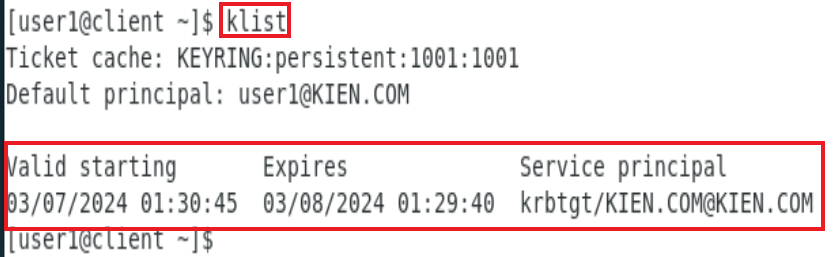 [user1@client ~]$ klist
Ticket cache: KEYRING:persistent:1001:1001
Default principal: user1@KIEN.COM
Valid starting Expires Service principal
03/07/2024 01:30:45 03/08/2024 01:29:40 krbtgt/KIEN.COM@KIEN.COM
[user1@client ~]$